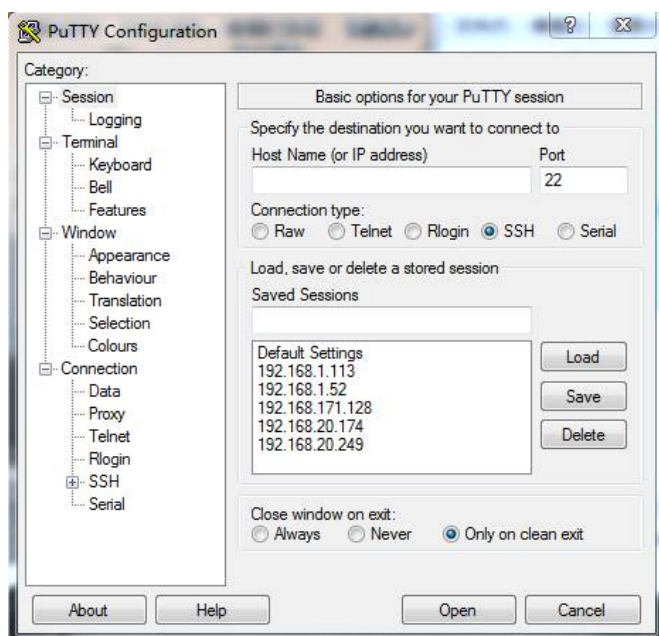 PuTTY Configuration
Category:
Session
Logging
Terminal
Keyboard
Bell
Features
Window
Appearance
Behaviour
Translation
Selection
Colours
Connection
Data
Proxy
Telnet
Rlogin
SSH
Serial
Basic options for your PuTTY session
Specify the destination you want to connect to
Host Name (or IP address) Port
22
Connection type:
Raw Telnet Rlogin SSH Serial
Load, save or delete a stored session
Saved Sessions
Default Settings
192.168.1.113
192.168.1.52
192.168.171.128
192.168.20.174
192.168.20.249
Load
Save
Delete
Close window on exit:
Always Never Only on clean exit
About Help Open Cancel